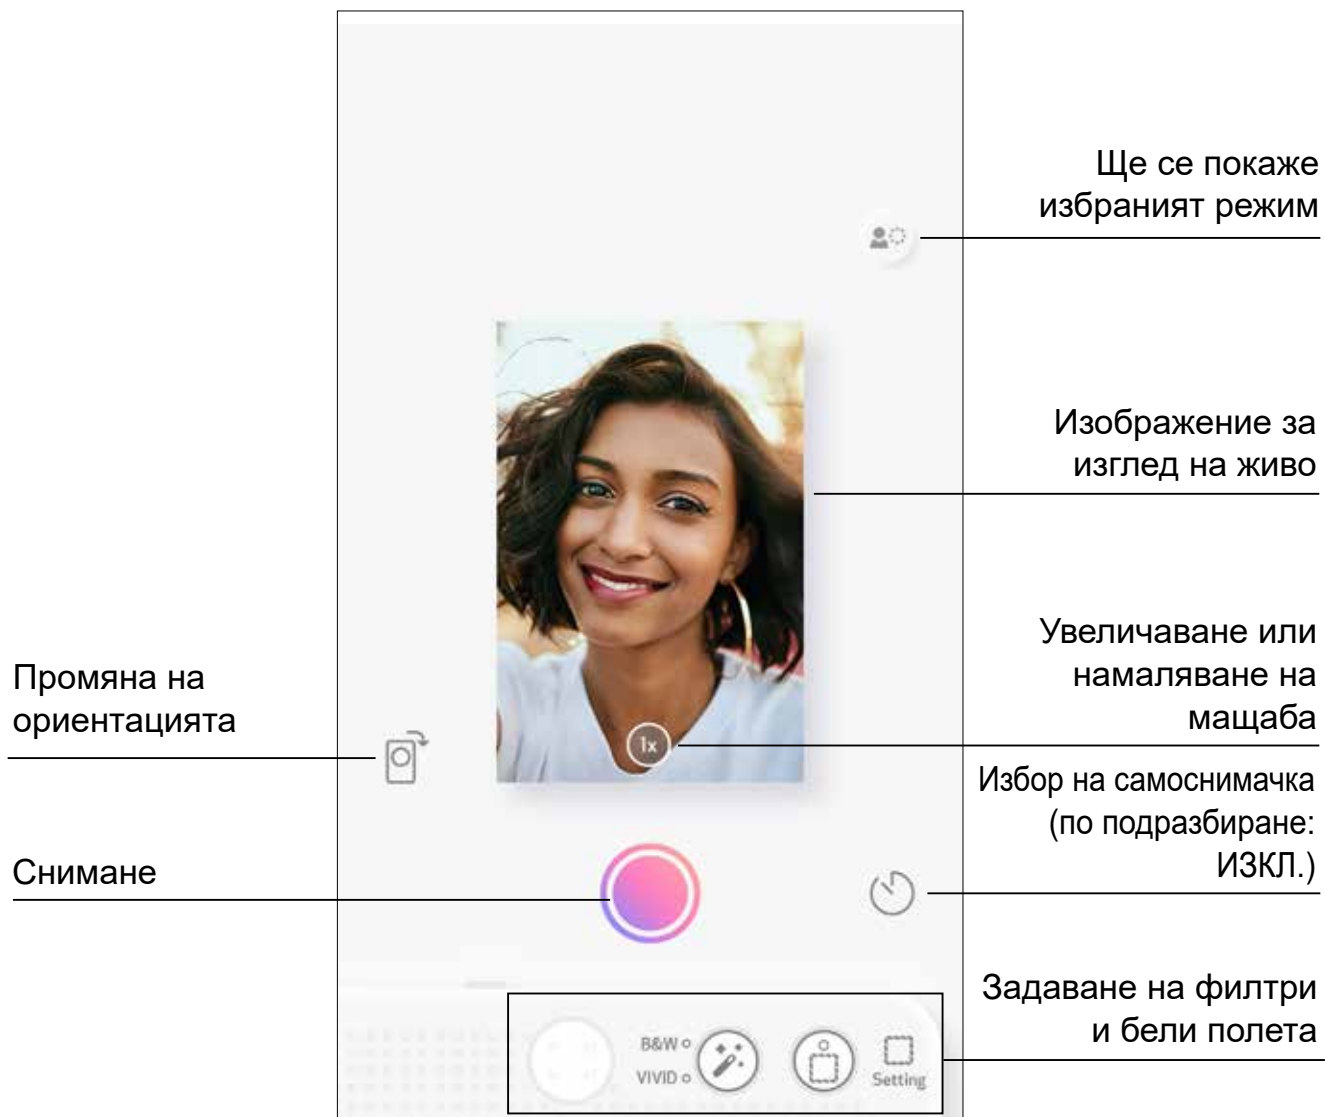 Ще се покаже
избраният режим
Изображение за
изглед на живо
Увеличаване или
намаляване на
мащаба
Промяна на
ориентацията
1x
Избор на самоснимачка
(по подразбиране:
ИЗКЛ.)
Снимане
Задаване на филтри
и бели полета
B&W
VIVID
Setting